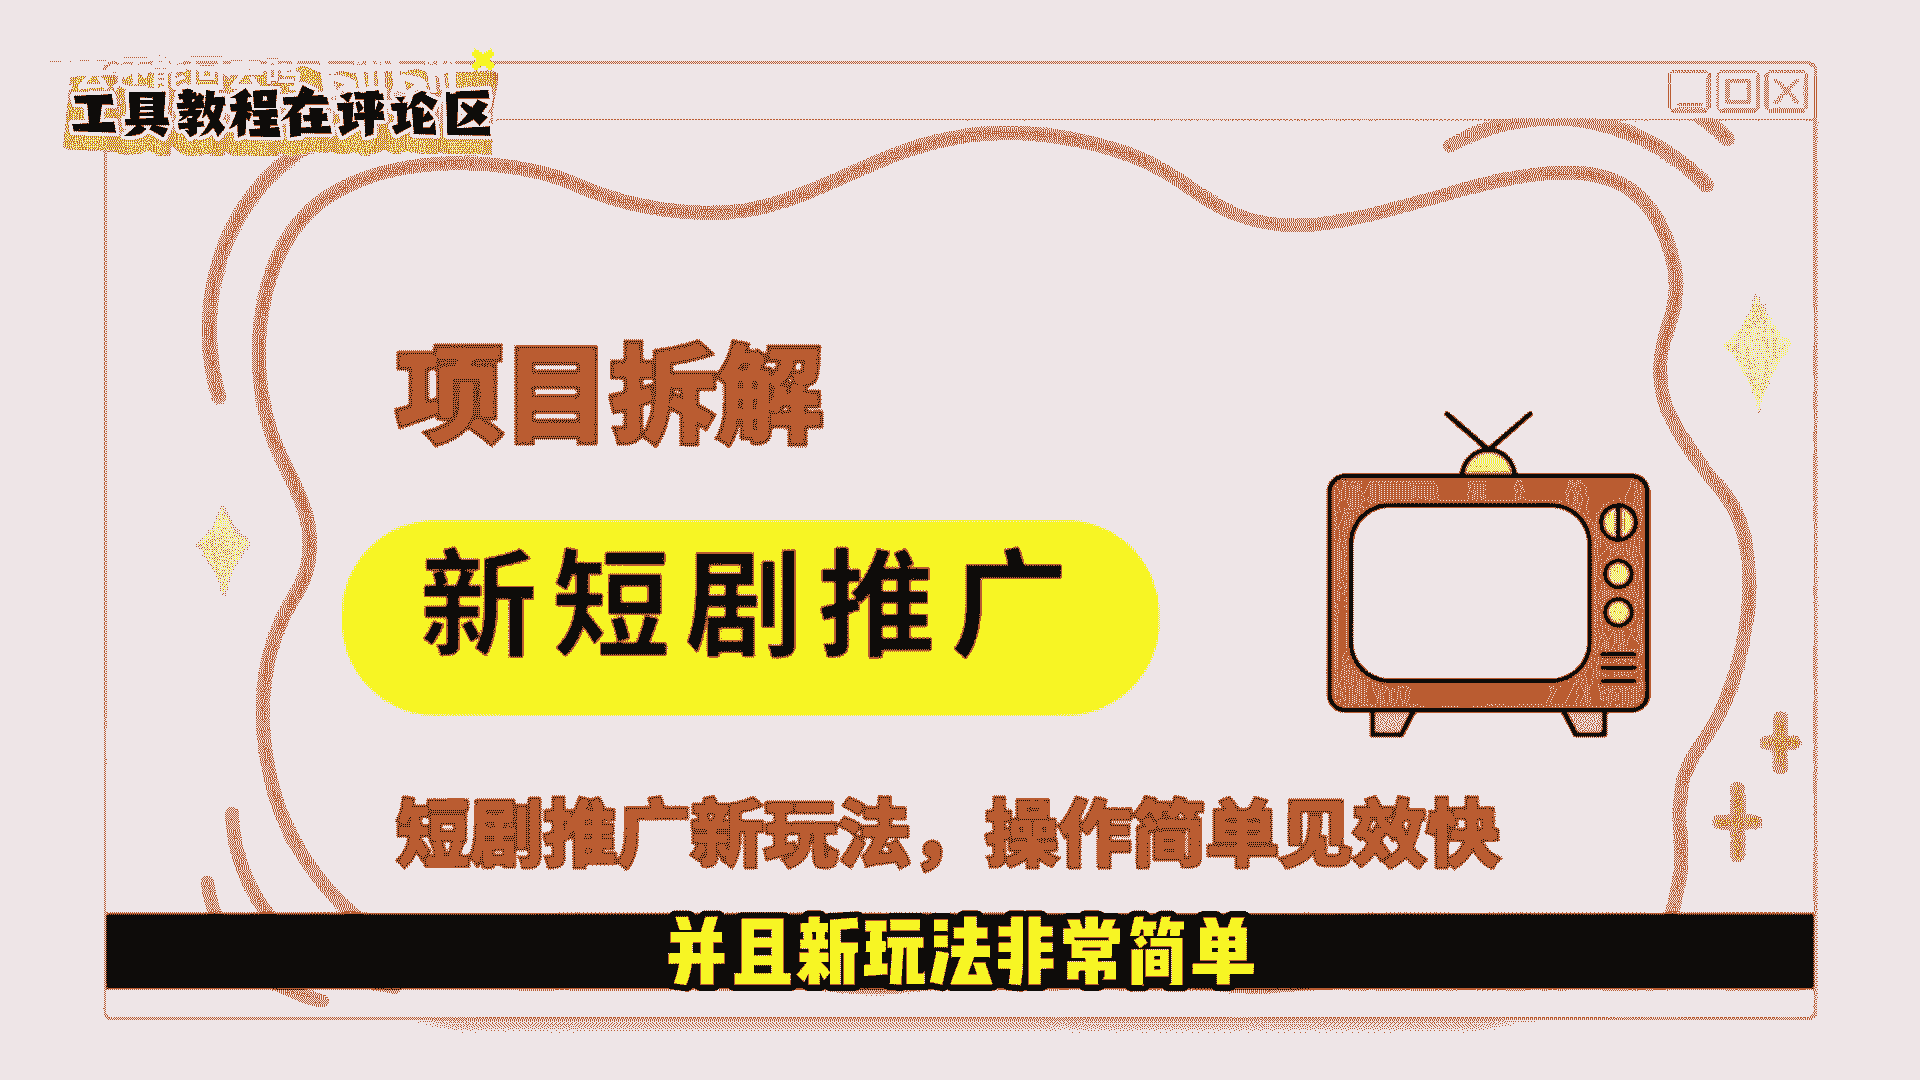 工具教程在评论区
项目拆解
新短剧推广
短剧推广新玩法，操作简单见效快
并且新玩法非常简单